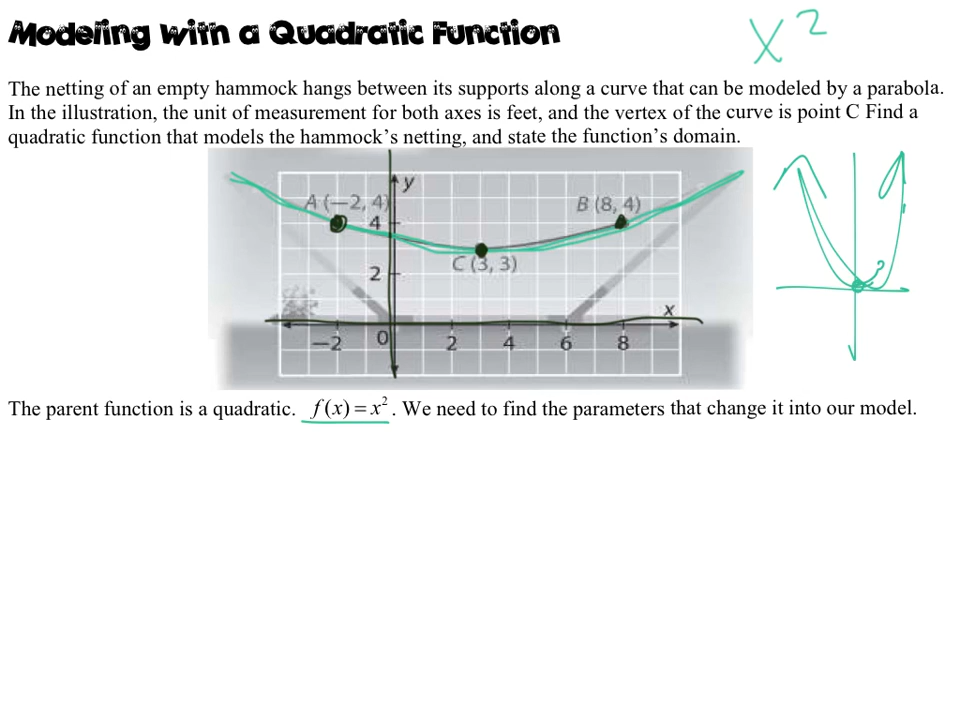 Modeling with a Quadratic Function
x²
The netting of an empty hammock hangs between its supports along a curve that can be modeled by a parabola.
In the illustration, the unit of measurement for both axes is feet, and the vertex of the curve is point C Find a
quadratic function that models the hammock's netting, and state the function's domain.
y
A (−2, 4)
B (8, 4)
4
C (3, 3)
2
x
−2 0 2 4 6 8
The parent function is a quadratic. f(x) = x². We need to find the parameters that change it into our model.